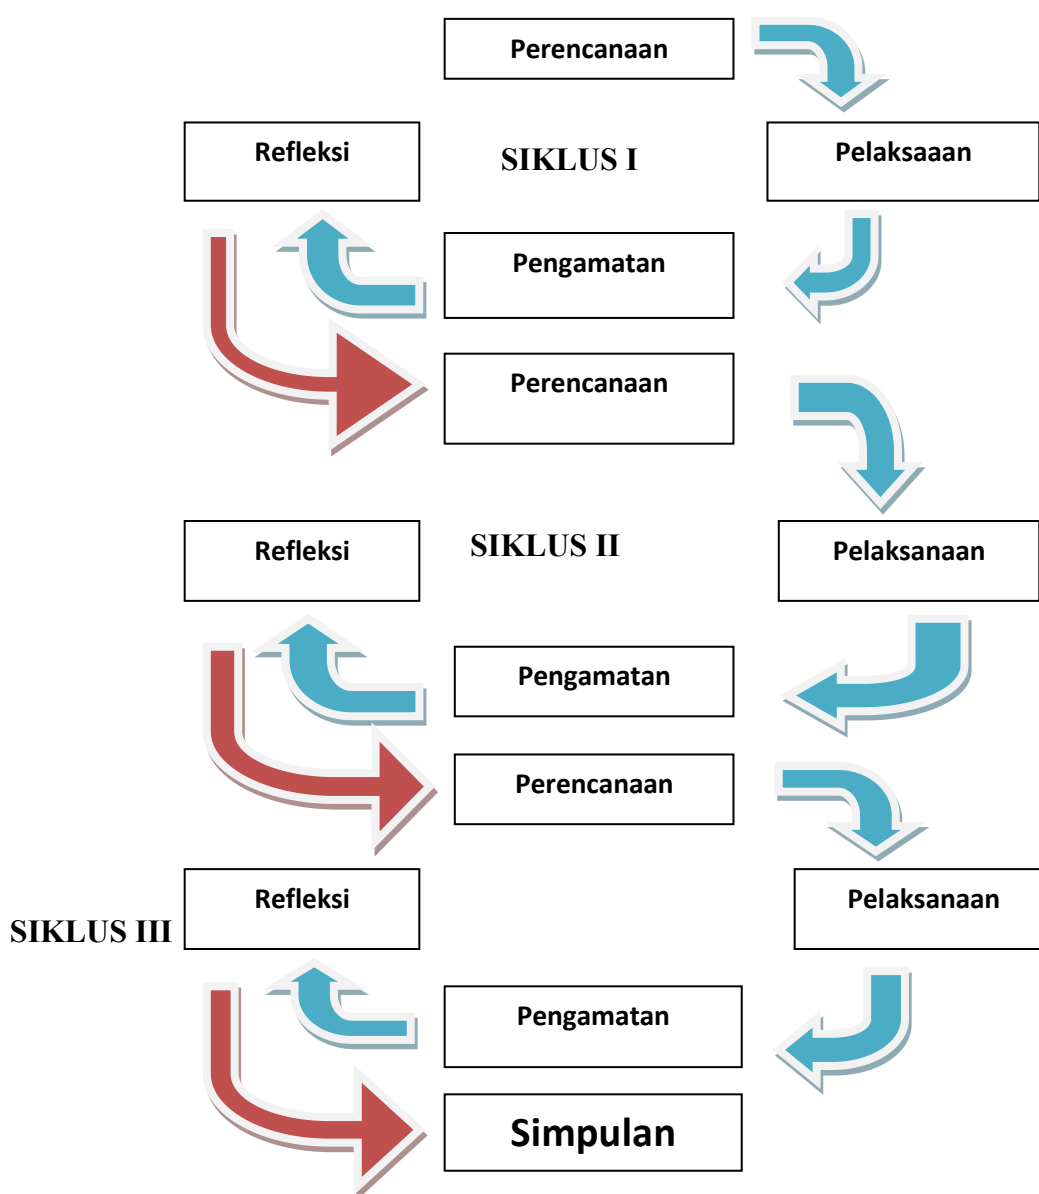 Perencanaan
Refleksi
SIKLUS I
Pelaksaaan
Pengamatan
Perencanaan
Refleksi
SIKLUS II
Pelaksanaan
Pengamatan
Perencanaan
Refleksi
Pelaksanaan
SIKLUS III
Pengamatan
Simpulan